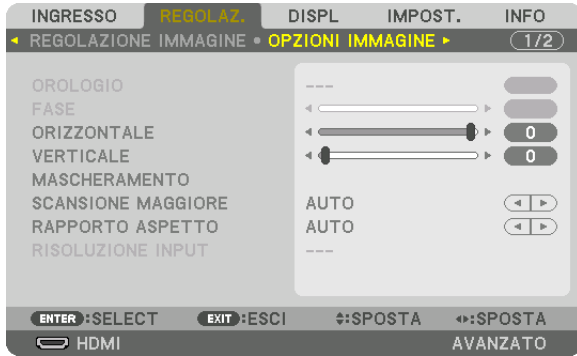 INGRESSO REGOLAZ. DISPL IMPOST. INFO
REGOLAZIONE IMMAGINE • OPZIONI IMMAGINE 1/2
OROLOGIO ---
FASE
ORIZZONTALE 0
VERTICALE 0
MASCHERAMENTO
SCANSIONE MAGGIORE AUTO
RAPPORTO ASPETTO AUTO
RISOLUZIONE INPUT ---
ENTER:SELECT EXIT:ESCI :SPOSTA :SPOSTA
HDMI AVANZATO